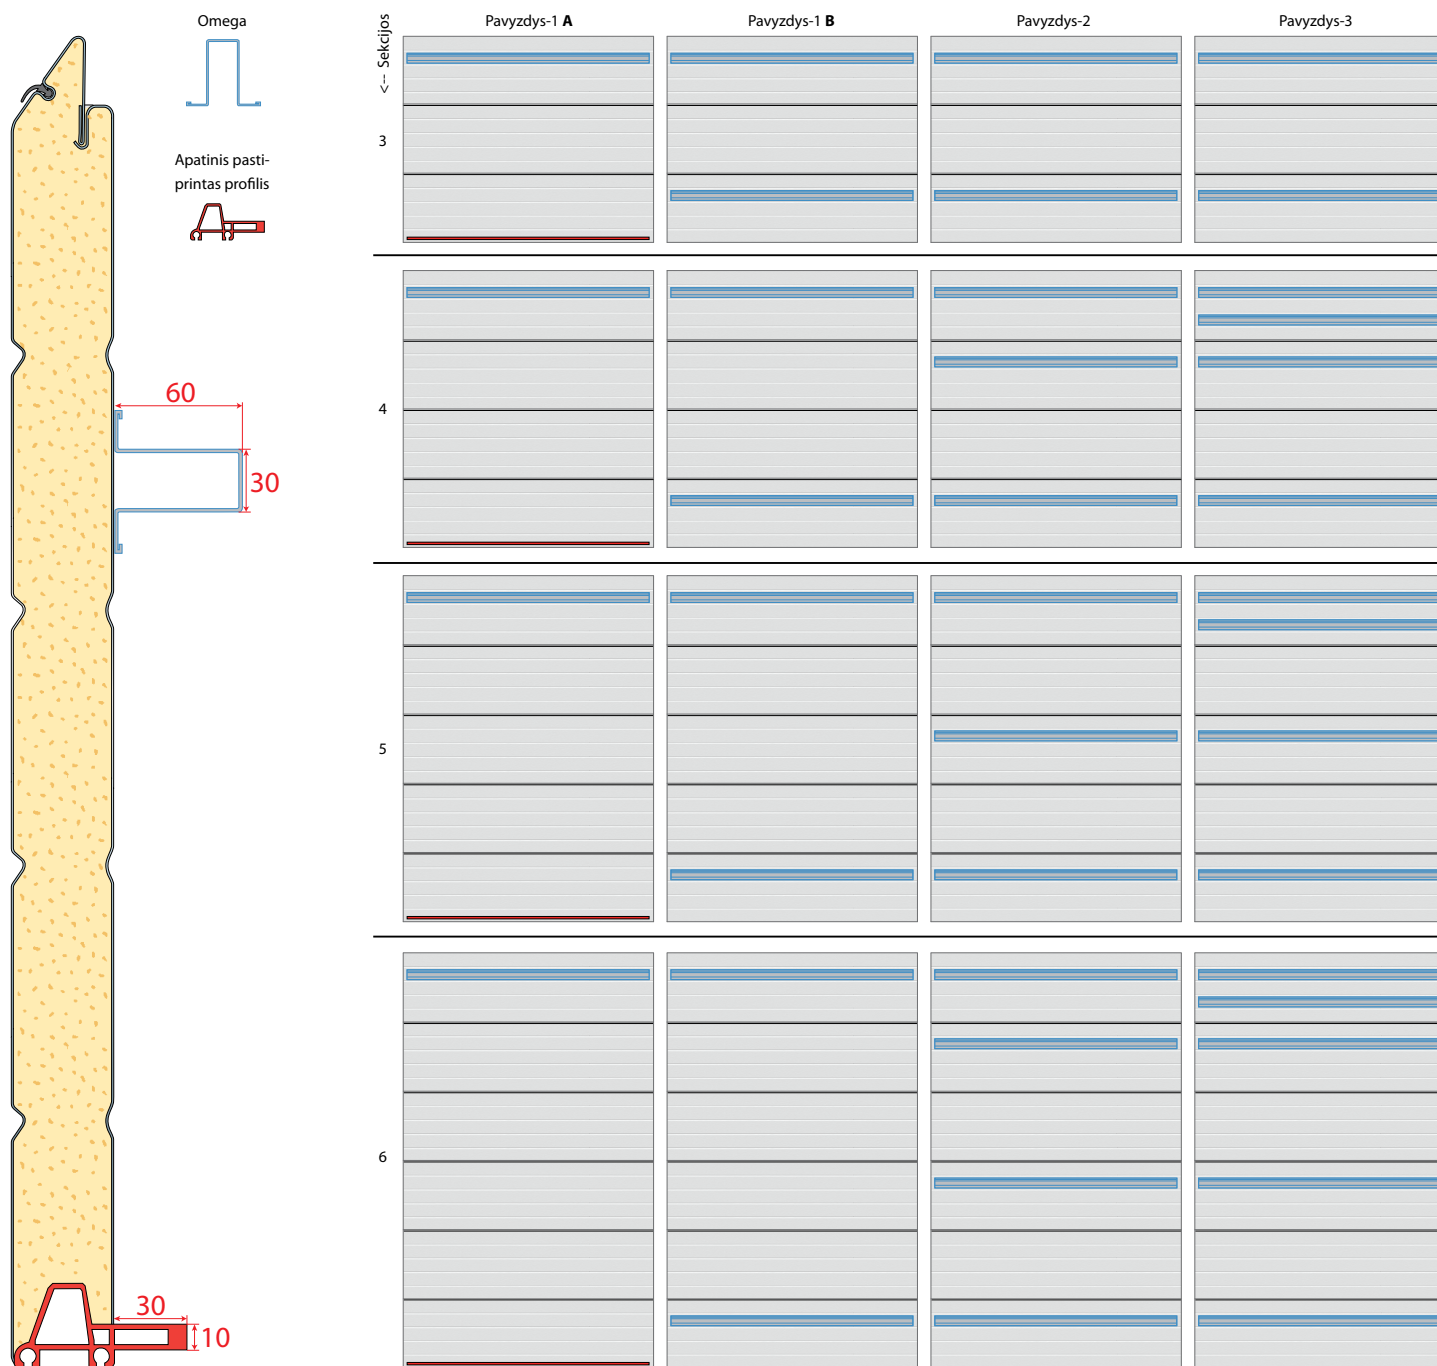 Omega
<-- Sekcijos
Pavyzdys-1 A
Pavyzdys-1 B
Pavyzdys-2
Pavyzdys-3
Apatinis pasti-
printas profilis
3
4
5
6
60
30
30
10